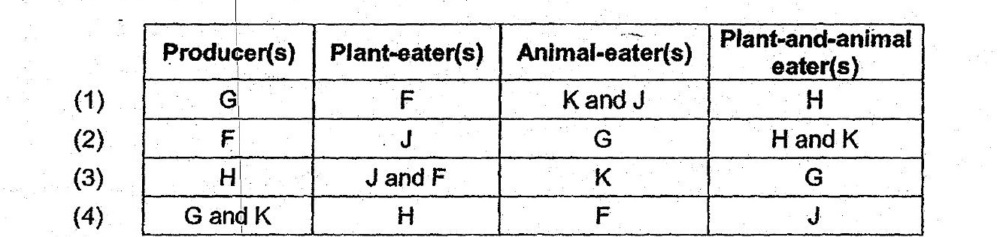 Producer(s) Plant-eater(s) Animal-eater(s) Plant-and-animal eater(s)
(1) G F K and J H
(2) F J G H and K
(3) H J and F K G
(4) G and K H F J